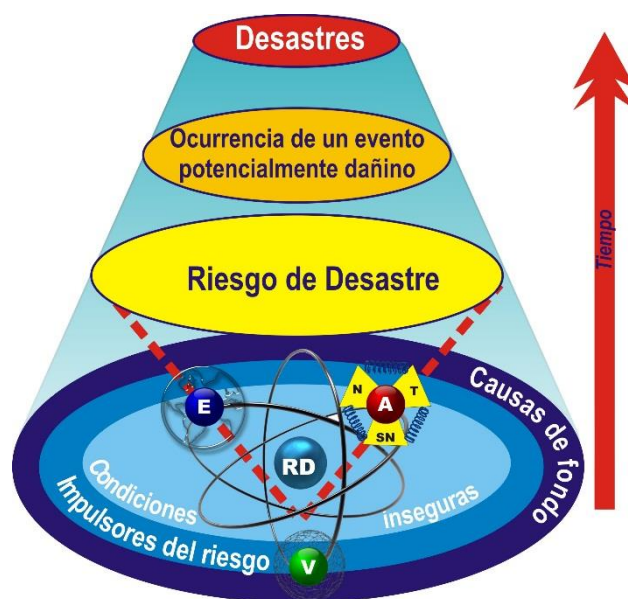 Desastres
Ocurrencia de un evento
potencialmente dañino
Riesgo de Desastre
Tiempo
N
T
E
A
SN
RD
Causas de fondo
Condiciones
inseguras
Impulsores del riesgo
V